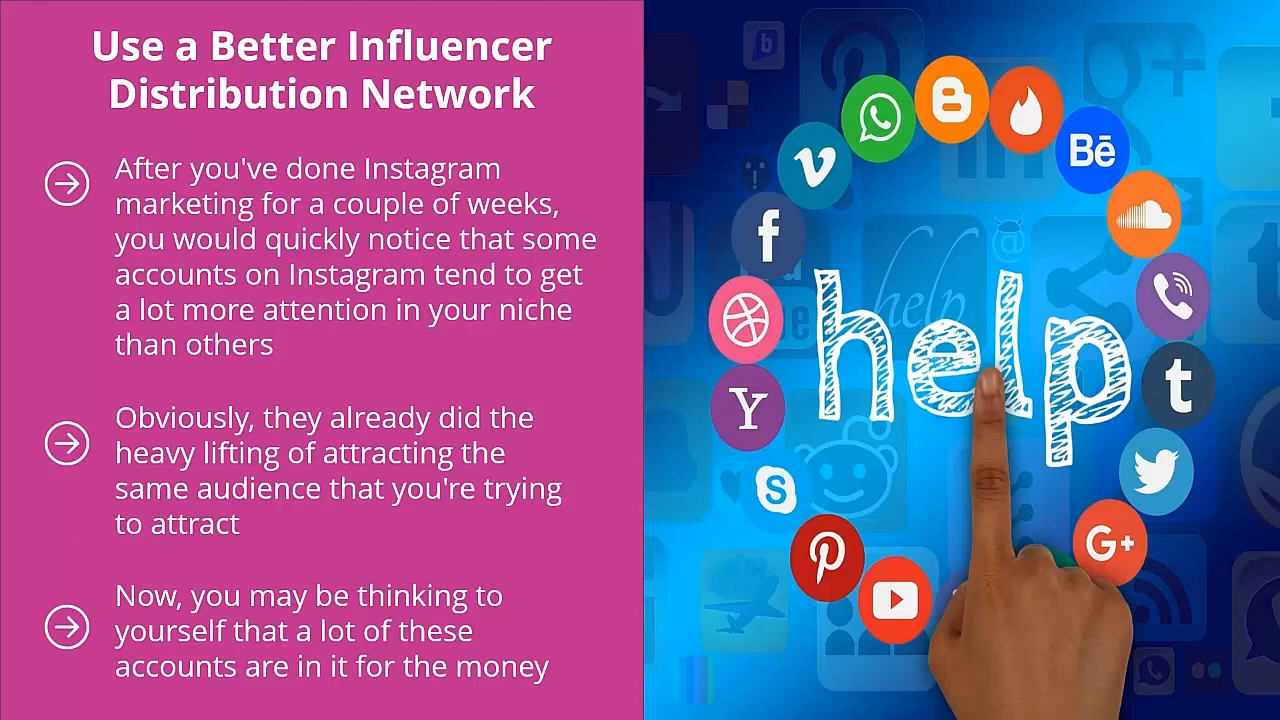 Use a Better Influencer
Distribution Network
After you've done Instagram
marketing for a couple of weeks,
you would quickly notice that some
accounts on Instagram tend to get
a lot more attention in your niche
than others
Obviously, they already did the
heavy lifting of attracting the
same audience that you're trying
to attract
Now, you may be thinking to
yourself that a lot of these
accounts are in it for the money
Bē
help
help
G+